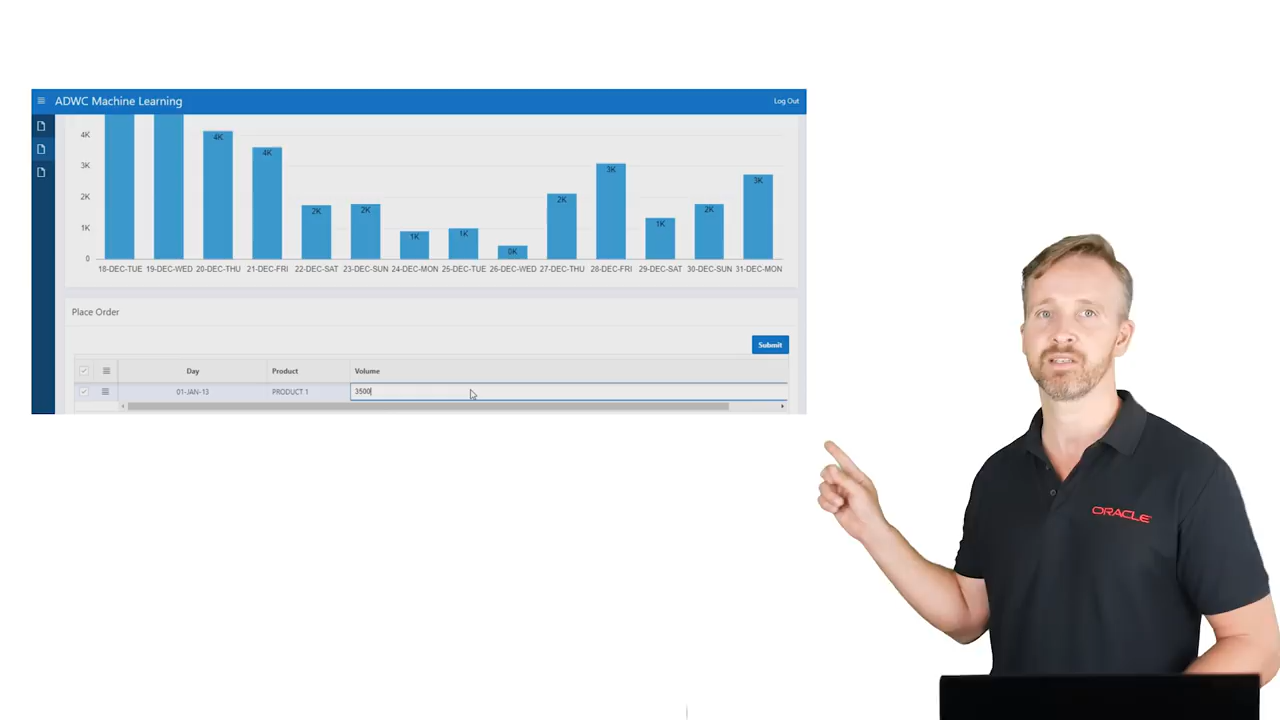 ADWC Machine Learning
Log Out
4K
3K
2K
1K
0
4K
4K
2K
2K
1K
1K
0K
2K
3K
1K
2K
3K
18-DEC-TUE 19-DEC-WED 20-DEC-THU 21-DEC-FRI 22-DEC-SAT 23-DEC-SUN 24-DEC-MON 25-DEC-TUE 26-DEC-WED 27-DEC-THU 28-DEC-FRI 29-DEC-SAT 30-DEC-SUN 31-DEC-MON
Place Order
Submit
Day Product Volume
01-JAN-13 PRODUCT 1 3500
ORACLE